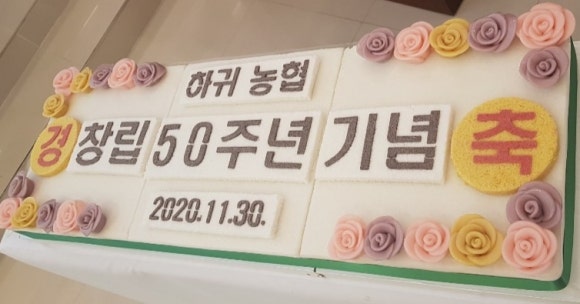 하귀 농협
경 창립 50주년 기념 축
2020.11.30.